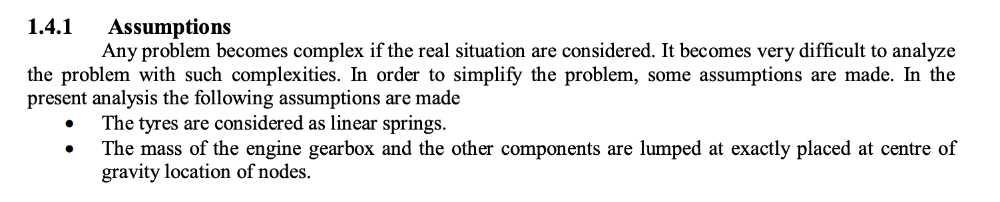 1.4.1 Assumptions
Any problem becomes complex if the real situation are considered. It becomes very difficult to analyze
the problem with such complexities. In order to simplify the problem, some assumptions are made. In the
present analysis the following assumptions are made
• The tyres are considered as linear springs.
• The mass of the engine gearbox and the other components are lumped at exactly placed at centre of
gravity location of nodes.